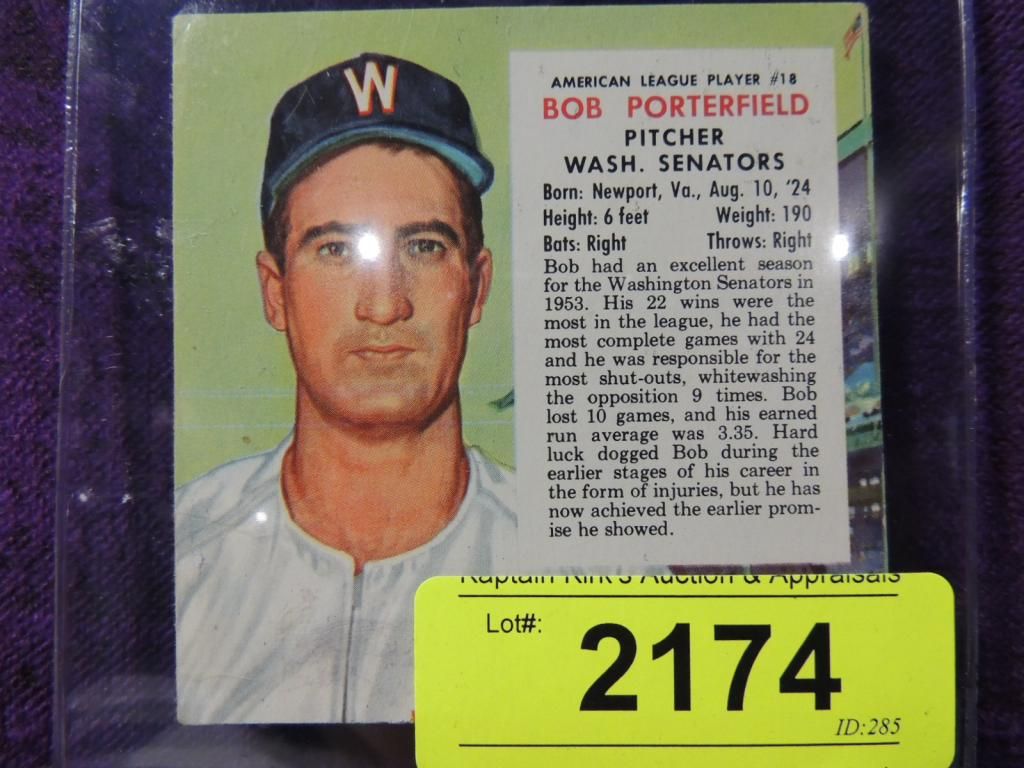 W
AMERICAN LEAGUE PLAYER #18
BOB PORTERFIELD
PITCHER
WASH. SENATORS
Born: Newport, Va., Aug. 10, '24
Height: 6 feet Weight: 190
Bats: Right Throws: Right
Bob had an excellent season
for the Washington Senators in
1953. His 22 wins were the
most in the league, he had the
most complete games with 24
and he was responsible for the
most shut-outs, whitewashing
the opposition 9 times. Bob
lost 10 games, and his earned
run average was 3.35. Hard
luck dogged Bob during the
earlier stages of his career in
the form of injuries, but he has
now achieved the earlier prom-
ise he showed.
Kaptain Kirk's Auction & Appraisals
Lot#: 2174
ID:285